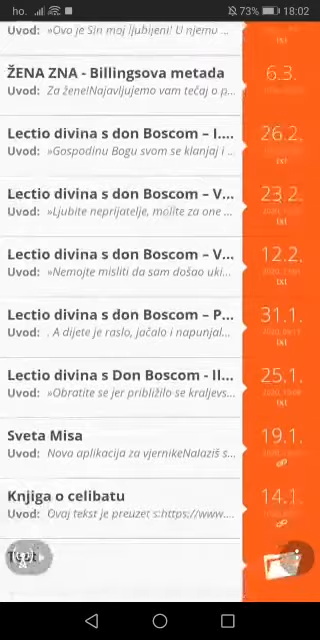 ho. 73% 18:02
Uvod: »Ovo je Sin moj ljubljeni! U njemu ...
(x)
ŽENA ZNA - Billingsova metoda 6.3.
Uvod: Za žene!Najavljujemo vam tečaj o p...
Lectio divina s don Boscom – I.... 26.2.
Uvod: »Gospodinu Bogu svom se klanjaj i ...
(x)
Lectio divina s don Boscom – V... 23.2.
Uvod: »Ljubite neprijatelje, molite za one ...
(x)
Lectio divina s don Boscom – V... 12.2.
Uvod: »Nemojte misliti da sam došao uki...
(x)
Lectio divina s don Boscom – P... 31.1.
Uvod: . A dijete je raslo, jačalo i napunjal...
(x)
Lectio divina s Don Boscom - II... 25.1.
Uvod: »Obratite se jer približilo se kraljevs...
(x)
Sveta Misa 19.1.
Uvod: Nova aplikacija za vjernikeNalaziš s...
Knjiga o celibatu 14.1.
Uvod: Ovaj tekst je preuzet s:https://www....